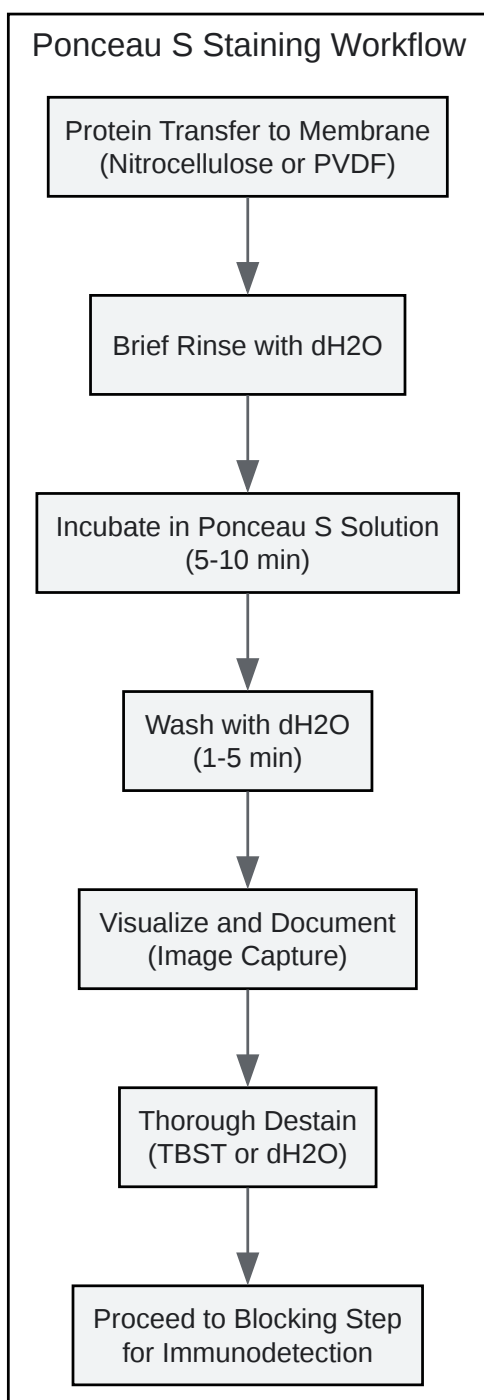 Ponceau S Staining Workflow
Protein Transfer to Membrane
(Nitrocellulose or PVDF)
Brief Rinse with dH2O
Incubate in Ponceau S Solution
(5-10 min)
Wash with dH2O
(1-5 min)
Visualize and Document
(Image Capture)
Thorough Destain
(TBST or dH2O)
Proceed to Blocking Step
for Immunodetection